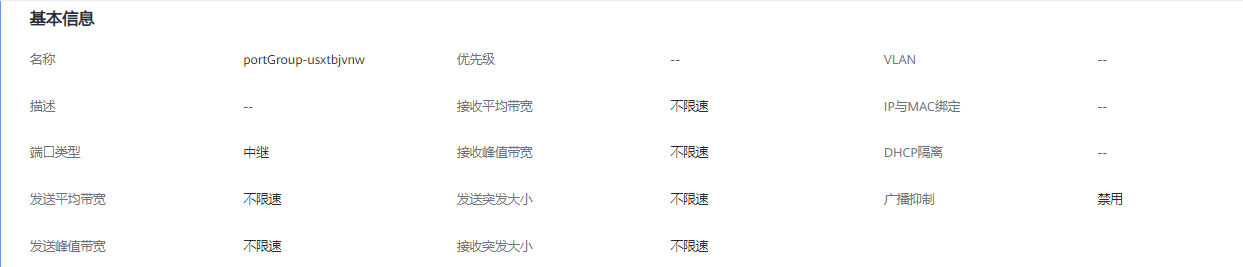 基本信息
名称 portGroup-usxtbjvnw 优先级 -- VLAN --
描述 -- 接收平均带宽 不限速 IP与MAC绑定 --
端口类型 中继 接收峰值带宽 不限速 DHCP隔离 --
发送平均带宽 不限速 发送突发大小 不限速 广播抑制 禁用
发送峰值带宽 不限速 接收突发大小 不限速